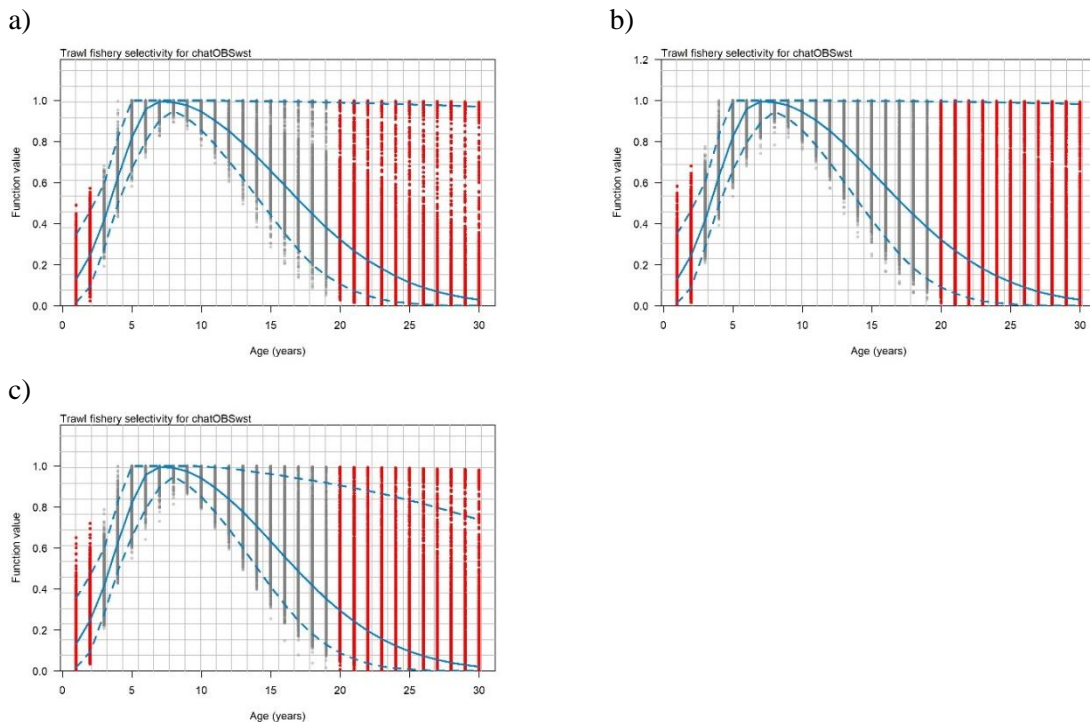 a)
Trawl fishery selectivity for chatOBSwst
Function value
1.0
0.8
0.6
0.4
0.2
0.0
0 5 10 15 20 25 30
Age (years)
b)
Trawl fishery selectivity for chatOBSwst
Function value
1.2
1.0
0.8
0.6
0.4
0.2
0.0
0 5 10 15 20 25 30
Age (years)
c)
Trawl fishery selectivity for chatOBSwst
Function value
1.0
0.8
0.6
0.4
0.2
0.0
0 5 10 15 20 25 30
Age (years)